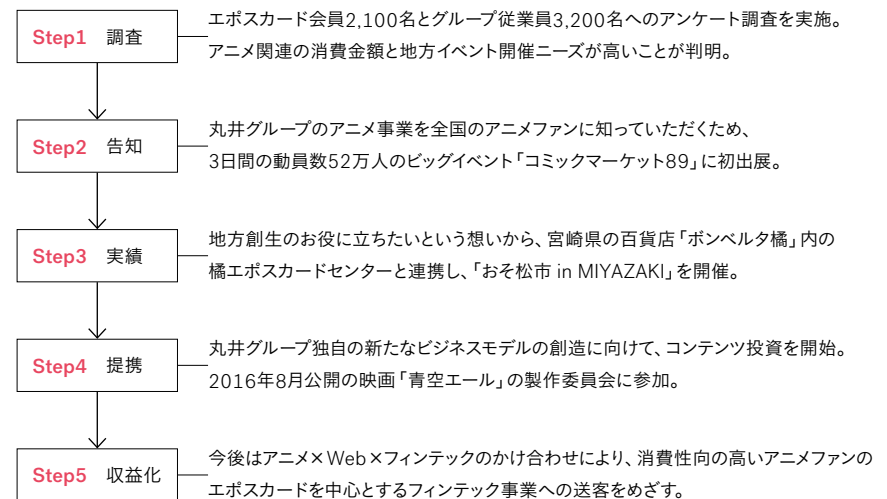 Step1 調査
エポスカード会員2,100名とグループ従業員3,200名へのアンケート調査を実施。
アニメ関連の消費金額と地方イベント開催ニーズが高いことが判明。
Step2 告知
丸井グループのアニメ事業を全国のアニメファンに知っていただくため、
3日間の動員数52万人のビッグイベント「コミックマーケット89」に初出展。
Step3 実績
地方創生のお役に立ちたいという想いから、宮崎県の百貨店「ボンベルタ橘」内の
橘エポスカードセンターと連携し、「おそ松市 in MIYAZAKI」を開催。
Step4 提携
丸井グループ独自の新たなビジネスモデルの創造に向けて、コンテンツ投資を開始。
2016年8月公開の映画「青空エール」の製作委員会に参加。
Step5 収益化
今後はアニメ×Web×フィンテックのかけ合わせにより、消費性向の高いアニメファンの
エポスカードを中心とするフィンテック事業への送客をめざす。